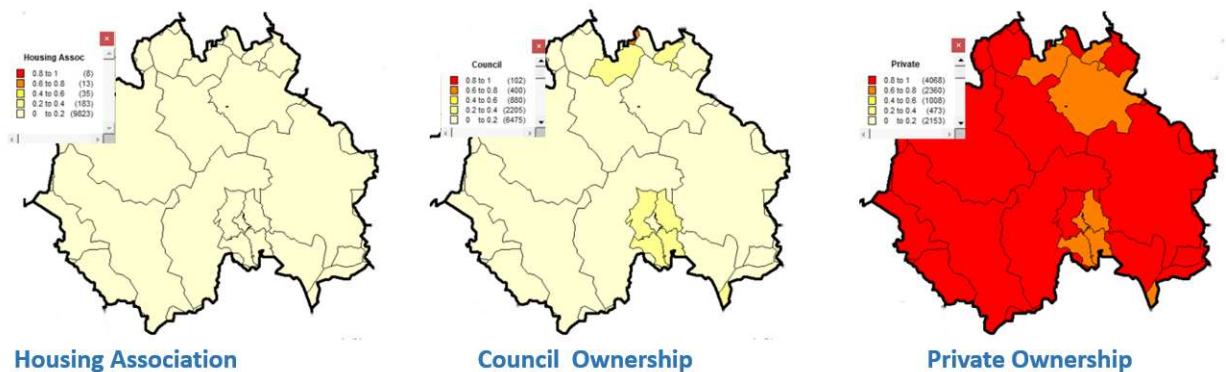 Housing Assoc
0.8 to 1 (8)
0.6 to 0.8 (13)
0.4 to 0.6 (35)
0.2 to 0.4 (183)
0 to 0.2 (9823)
Council
0.8 to 1 (102)
0.6 to 0.8 (400)
0.4 to 0.6 (880)
0.2 to 0.4 (2205)
0 to 0.2 (6475)
Private
0.8 to 1 (4068)
0.6 to 0.8 (2360)
0.4 to 0.6 (1008)
0.2 to 0.4 (473)
0 to 0.2 (2153)
Housing Association
Council Ownership
Private Ownership